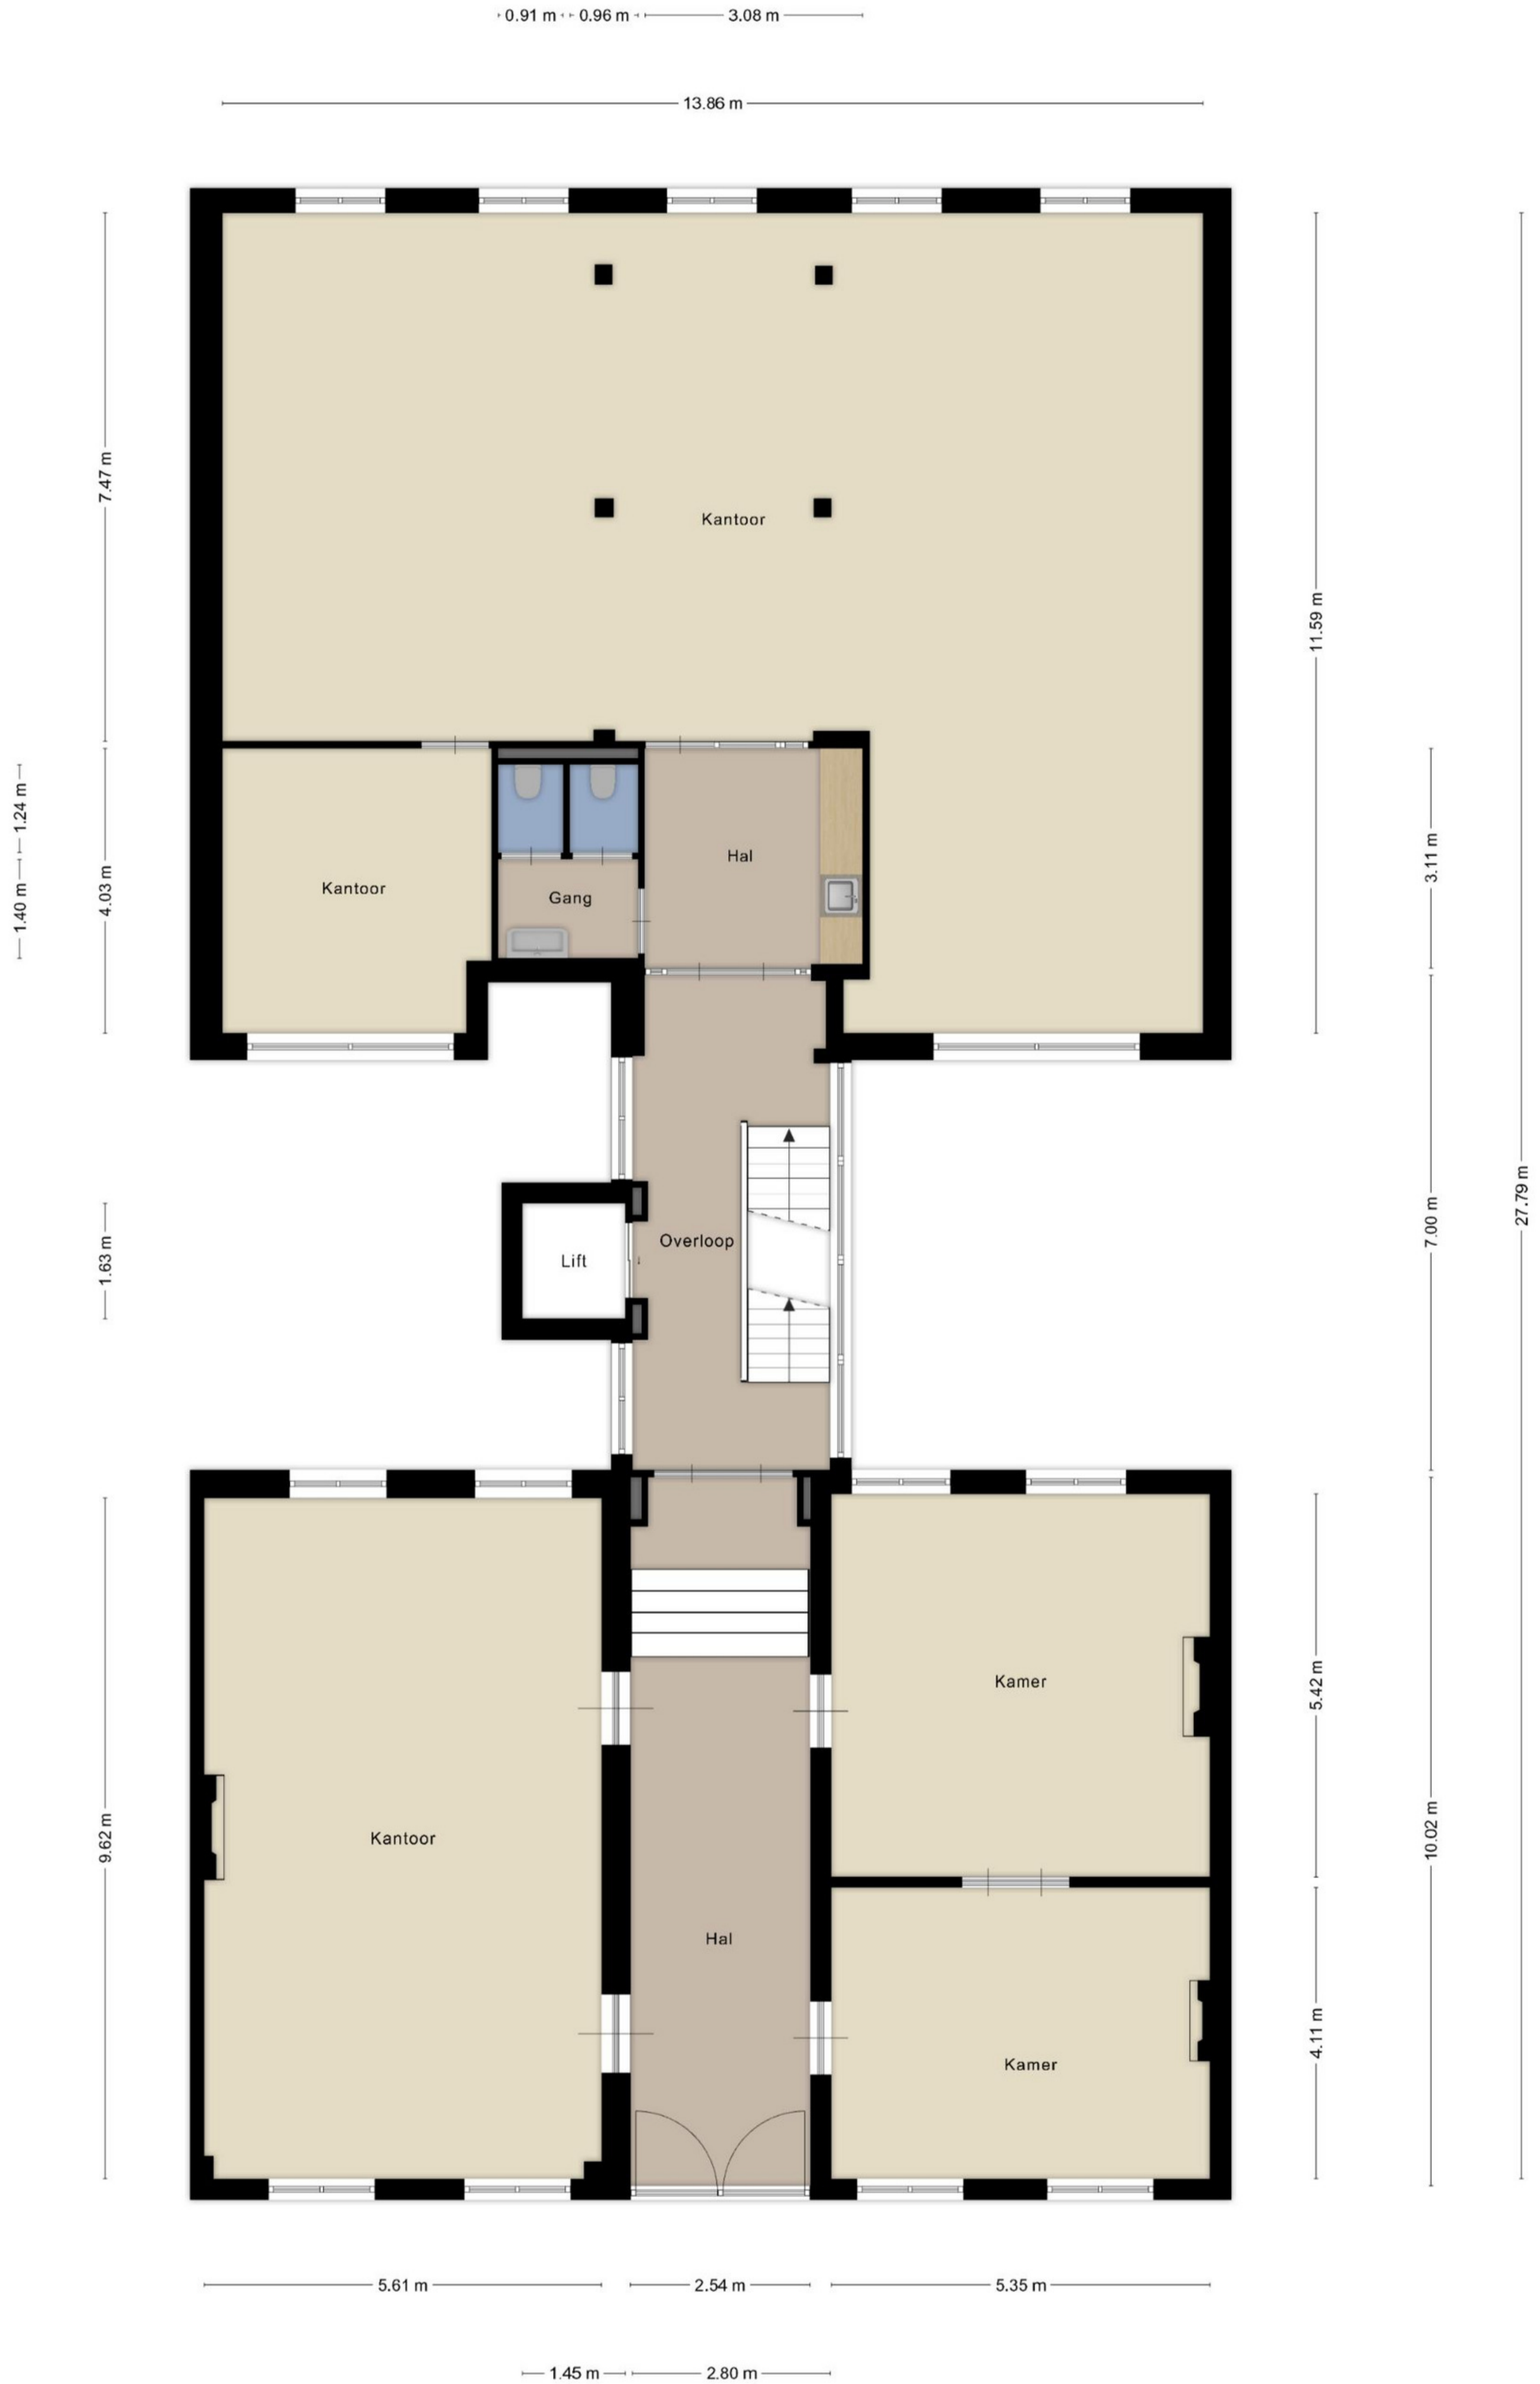 0.91 m 0.96 m 3.08 m
13.86 m
7.47 m
Kantoor
11.59 m
1.24 m
1.40 m
4.03 m
Kantoor
Gang
Hal
3.11 m
27.79 m
1.63 m
Lift
Overloop
7.00 m
Kamer
5.42 m
9.62 m
Kantoor
10.02 m
Hal
Kamer
4.11 m
5.61 m 2.54 m 5.35 m
1.45 m 2.80 m